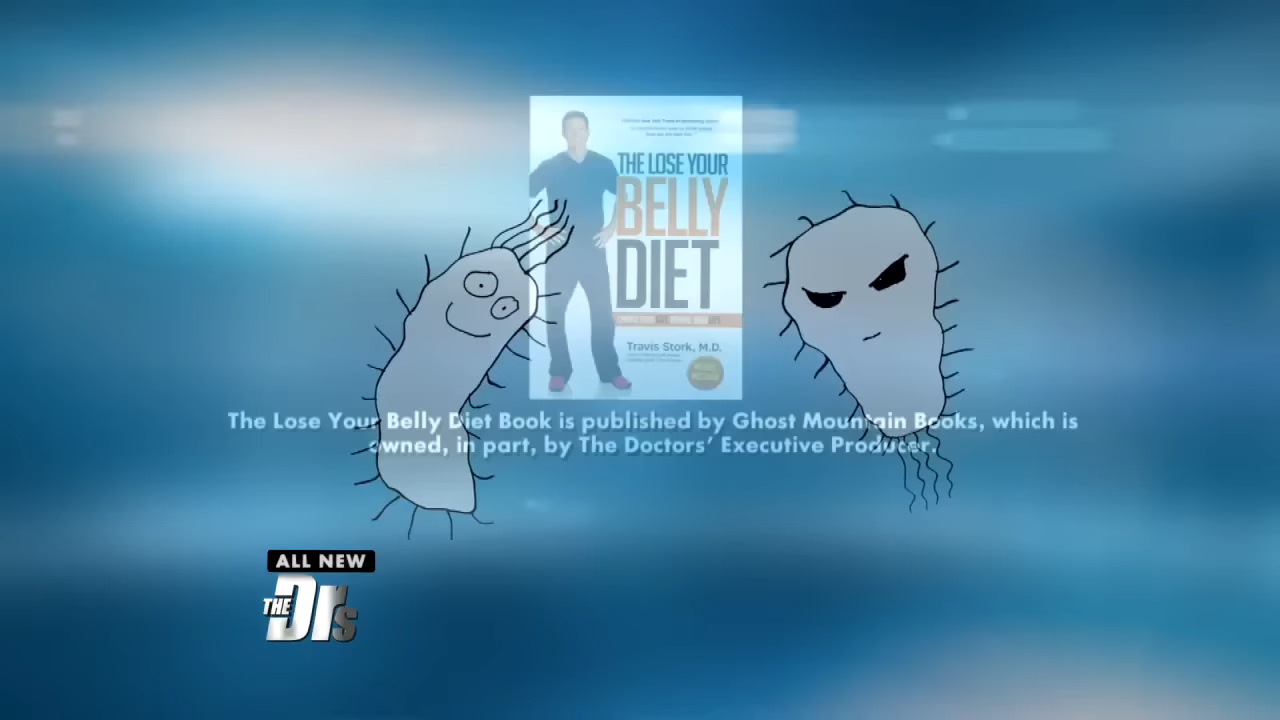 THE LOSE YOUR
BELLY
DIET
Travis Stork, M.D.
The Lose Your Belly Diet Book is published by Ghost Mountain Books, which is
owned, in part, by The Doctors’ Executive Producer.
ALL NEW
THE Drs